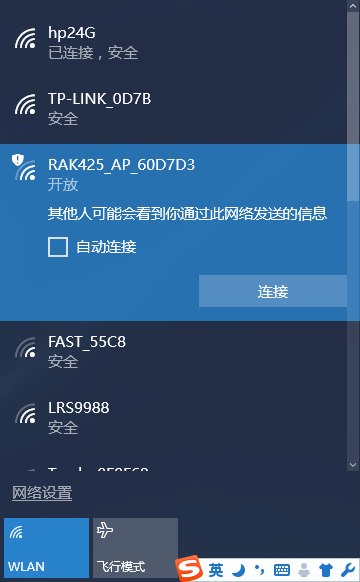 hp24G
已连接，安全
TP-LINK_0D7B
安全
RAK425_AP_60D7D3
开放
其他人可能会看到你通过此网络发送的信息
自动连接
连接
FAST_55C8
安全
LRS9988
安全
网络设置
WLAN
飞行模式
S 英